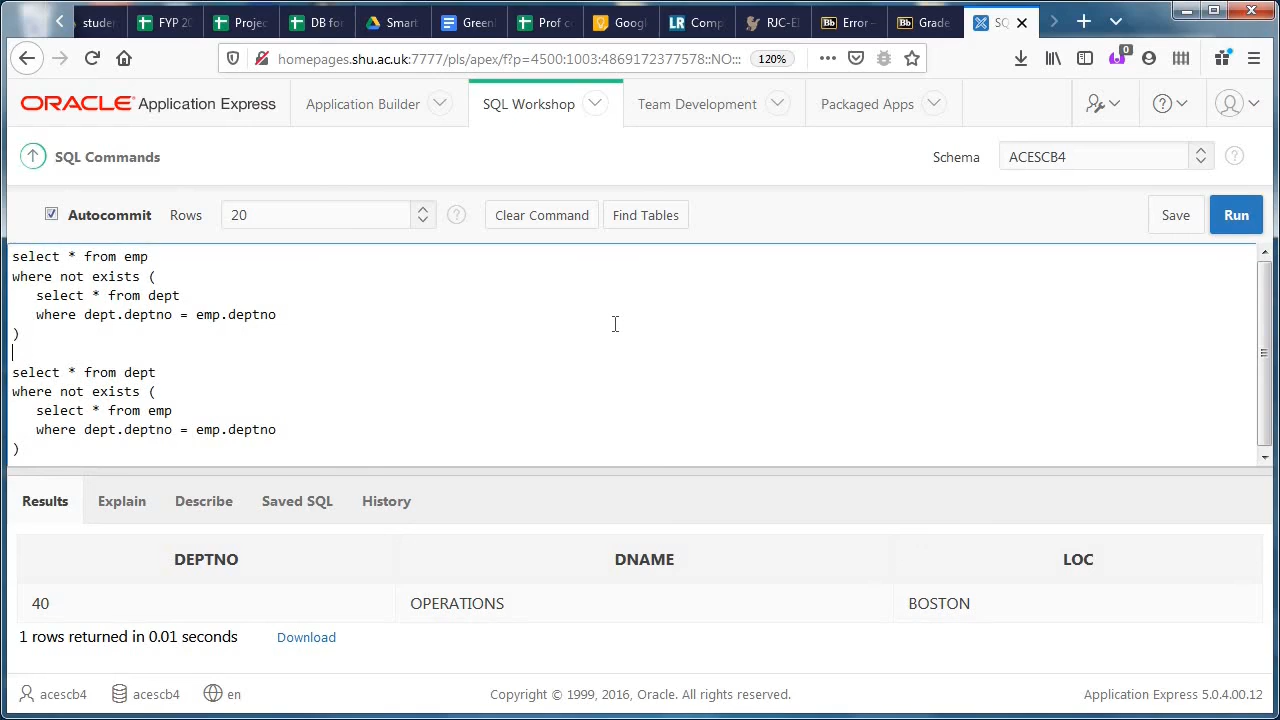 studen
FYP 20
Projec
DB fo
Smart
Green
Prof c
Googl
LR Comp
RJC-El
Bb Error –
Bb Grade
SQ
homepages.shu.ac.uk:7777/pls/apex/f?p=4500:1003:4869172377578::NO:::
120%
0
ORACLE Application Express
Application Builder
SQL Workshop
Team Development
Packaged Apps
SQL Commands
Schema
ACESCB4
Autocommit
Rows
20
Clear Command
Find Tables
Save
Run
select * from emp
where not exists (
select * from dept
where dept.deptno = emp.deptno
)
select * from dept
where not exists (
select * from emp
where dept.deptno = emp.deptno
)
Results
Explain
Describe
Saved SQL
History
DEPTNO
DNAME
LOC
40
OPERATIONS
BOSTON
1 rows returned in 0.01 seconds
Download
acescb4
acescb4
en
Copyright © 1999, 2016, Oracle. All rights reserved.
Application Express 5.0.4.00.12